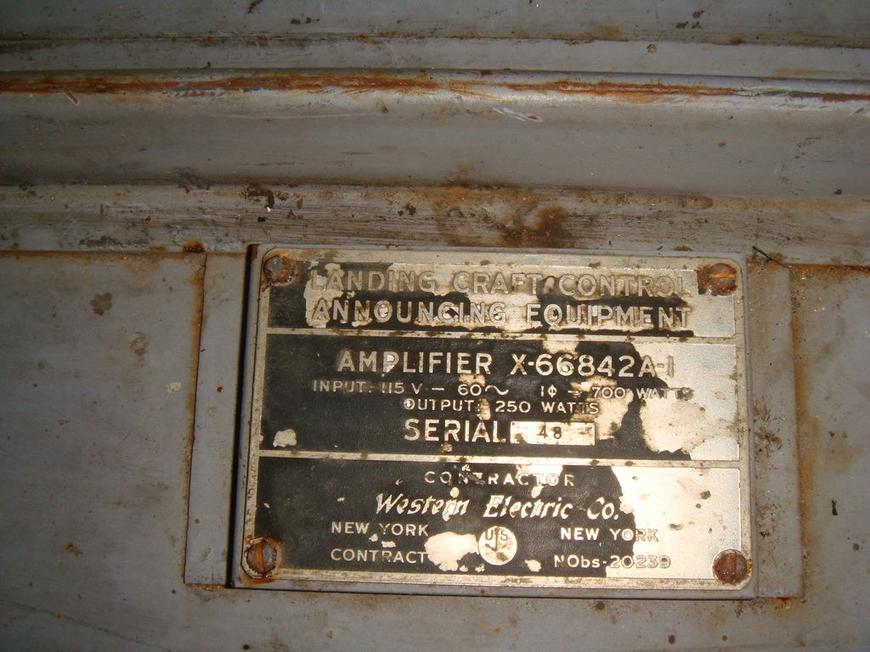 LANDING CRAFT CONTROL
ANNOUNCING EQUIPMENT
AMPLIFIER X-66842A-1
INPUT: 115 V – 60 ~ 1ϕ – 700 WATTS
OUTPUT: 250 WATTS
SERIAL 48
CONTRACTOR
Western Electric Co.
NEW YORK US NEW YORK
CONTRACT NObs-20239